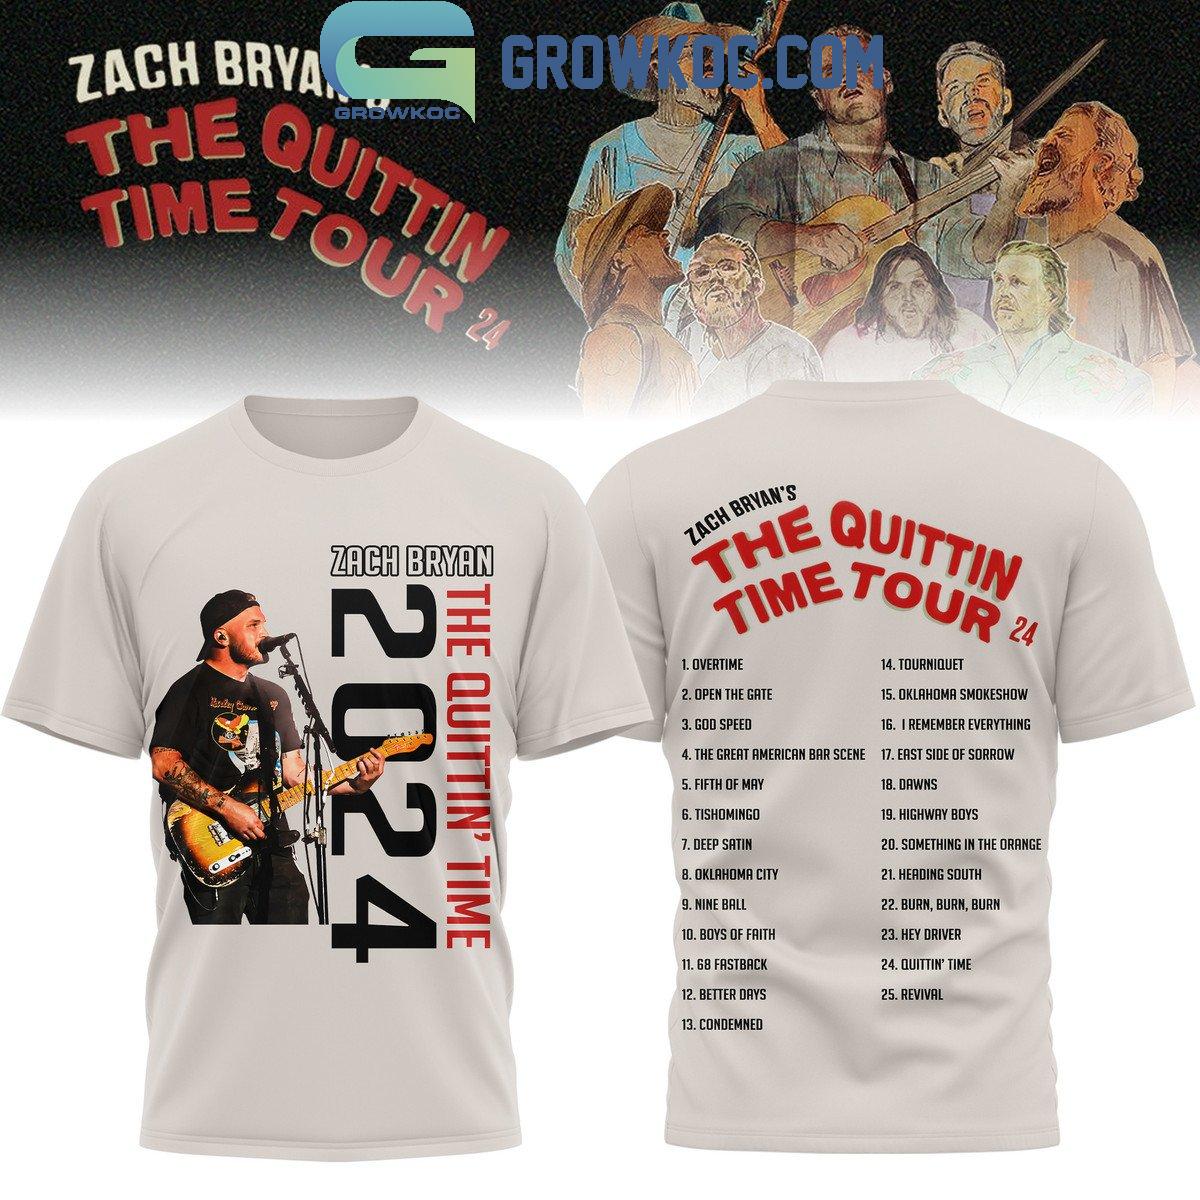 ZACH BRYAN'S
THE QUITTIN
TIME TOUR '24
GROWKOC
GROWKOC.COM
ZACH BRYAN
2024
THE QUITTIN' TIME
ZACH BRYAN'S
THE QUITTIN
TIME TOUR 24
1. OVERTIME
2. OPEN THE GATE
3. GOD SPEED
4. THE GREAT AMERICAN BAR SCENE
5. FIFTH OF MAY
6. TISHOMINGO
7. DEEP SATIN
8. OKLAHOMA CITY
9. NINE BALL
10. BOYS OF FAITH
11. 68 FASTBACK
12. BETTER DAYS
13. CONDEMNED
14. TOURNIQUET
15. OKLAHOMA SMOKESHOW
16. I REMEMBER EVERYTHING
17. EAST SIDE OF SORROW
18. DAWNS
19. HIGHWAY BOYS
20. SOMETHING IN THE ORANGE
21. HEADING SOUTH
22. BURN, BURN, BURN
23. HEY DRIVER
24. QUITTIN' TIME
25. REVIVAL